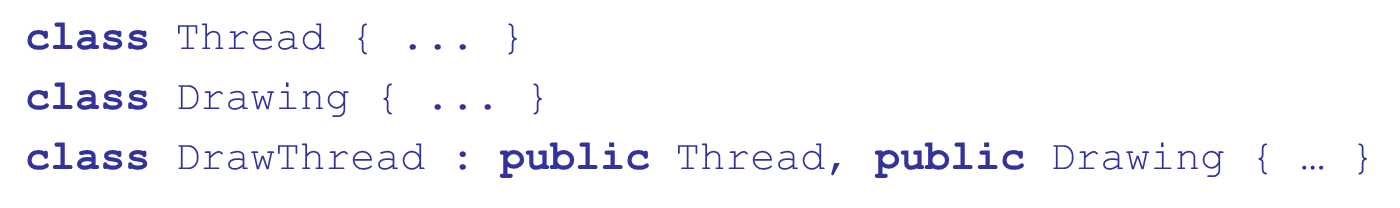 class Thread { ... }
class Drawing { ... }
class DrawThread : public Thread, public Drawing { … }